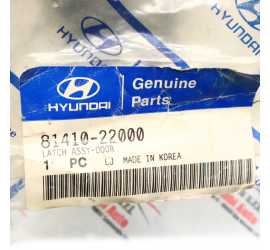 HYUNDAI
Genuine
Parts
81410-22000
LATCH ASSY-DOOR
1 PC LJ MADE IN KOREA